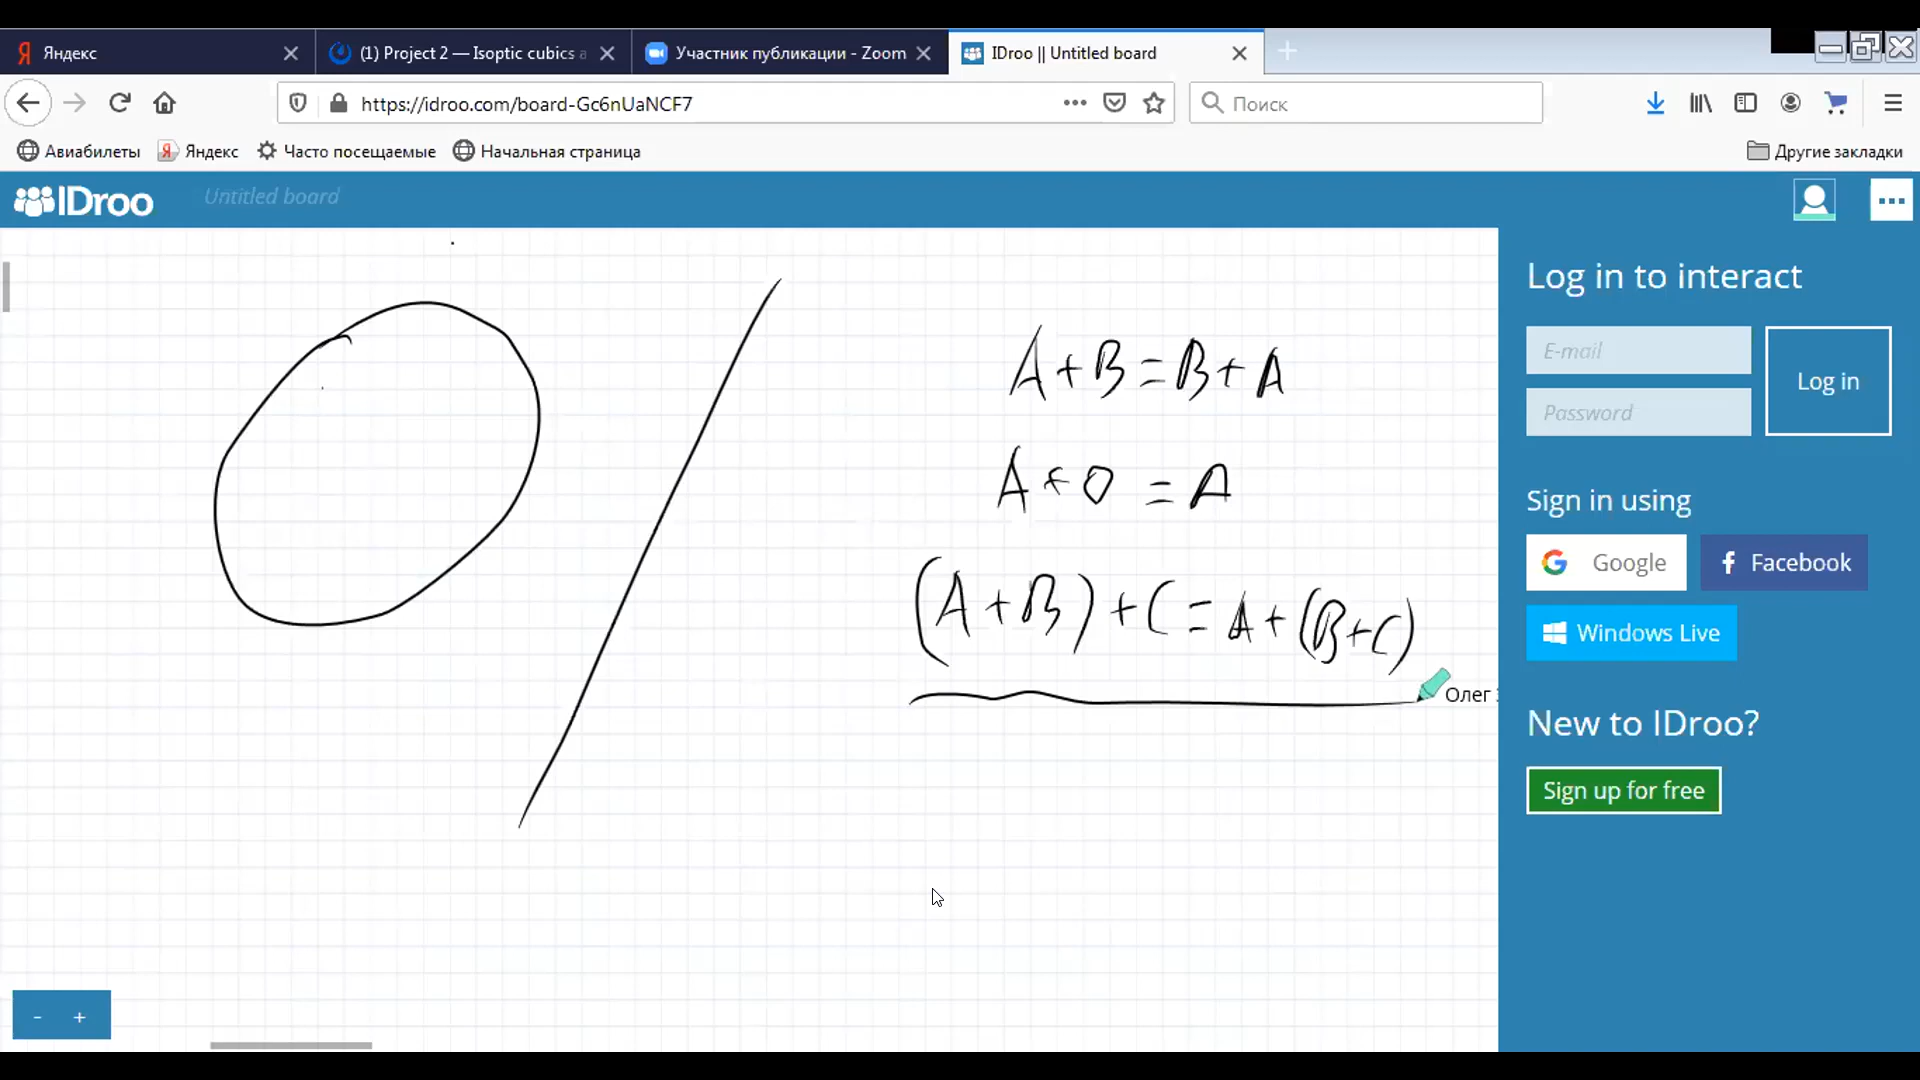 Яндекс
(1) Project 2 — Isoptic cubics a
Участник публикации - Zoom
IDroo || Untitled board
https://idroo.com/board-Gc6nUaNCF7
Поиск
Авиабилеты
Яндекс
Часто посещаемые
Начальная страница
Другие закладки
IDroo
Untitled board
A+B=B+A
A+0=A
(A+B)+C=A+(B+C)
Олег
Log in to interact
E-mail
Password
Log in
Sign in using
Google
Facebook
Windows Live
New to IDroo?
Sign up for free
- +